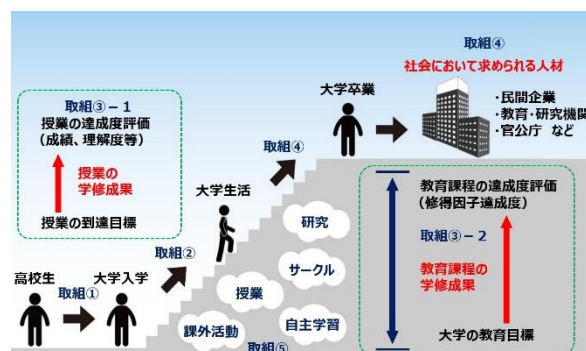 取組④
社会において求められる人材
・民間企業
・教育・研究機関
・官公庁 など
大学卒業
取組④
取組③－1
授業の達成度評価
(成績、理解度等)
授業の
学修成果
授業の到達目標
大学生活
取組②
高校生
取組①
大学入学
研究
サークル
授業
自主学習
課外活動
取組⑤
教育課程の達成度評価
(修得因子達成度)
取組③－2
教育課程の
学修成果
大学の教育目標